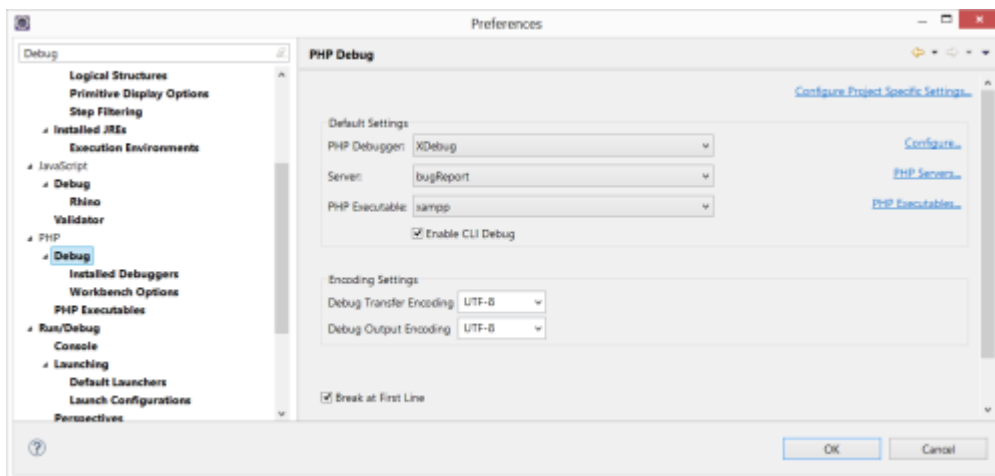 Preferences
Debug
PHP Debug
Logical Structures
Primitive Display Options
Step Filtering
Installed JREs
Execution Environments
JavaScript
Debug
Rhino
Validator
PHP
Debug
Installed Debuggers
Workbench Options
PHP Executables
Run/Debug
Console
Launching
Default Launchers
Launch Configurations
Perspectives
Configure Project Specific Settings...
Default Settings
PHP Debugger: XDebug Configure...
Server: bugReport PHP Servers...
PHP Executable: xampp PHP Executables...
Enable CLI Debug
Encoding Settings
Debug Transfer Encoding UTF-8
Debug Output Encoding UTF-8
Break at First Line
OK Cancel